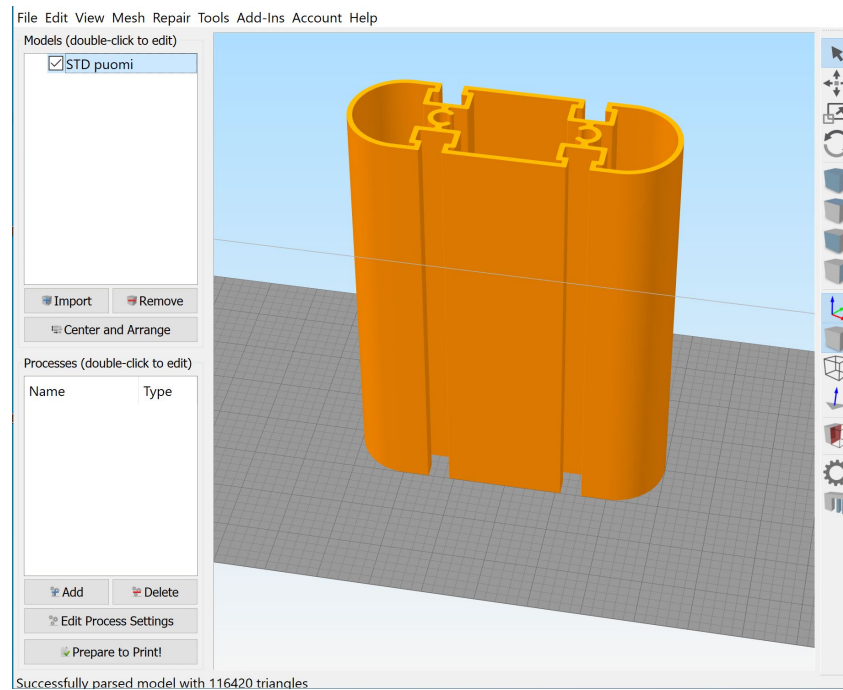 File Edit View Mesh Repair Tools Add-Ins Account Help
Models (double-click to edit)
STD puomi
Import
Remove
Center and Arrange
Processes (double-click to edit)
Name
Type
Add
Delete
Edit Process Settings
Prepare to Print!
Successfully parsed model with 116420 triangles